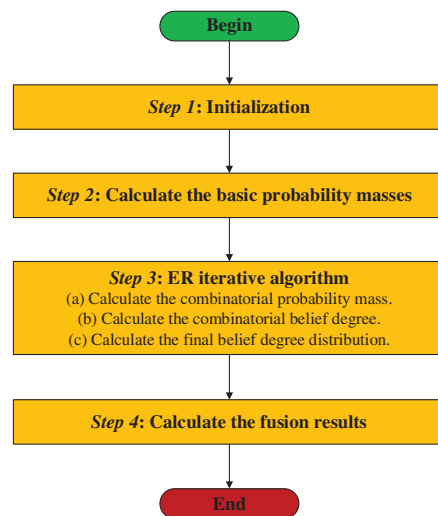 Begin
Step 1: Initialization
Step 2: Calculate the basic probability masses
Step 3: ER iterative algorithm
(a) Calculate the combinatorial probability mass.
(b) Calculate the combinatorial belief degree.
(c) Calculate the final belief degree distribution.
Step 4: Calculate the fusion results
End